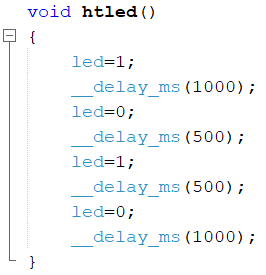 void htled()
{
led=1;
__delay_ms(1000);
led=0;
__delay_ms(500);
led=1;
__delay_ms(500);
led=0;
__delay_ms(1000);
}